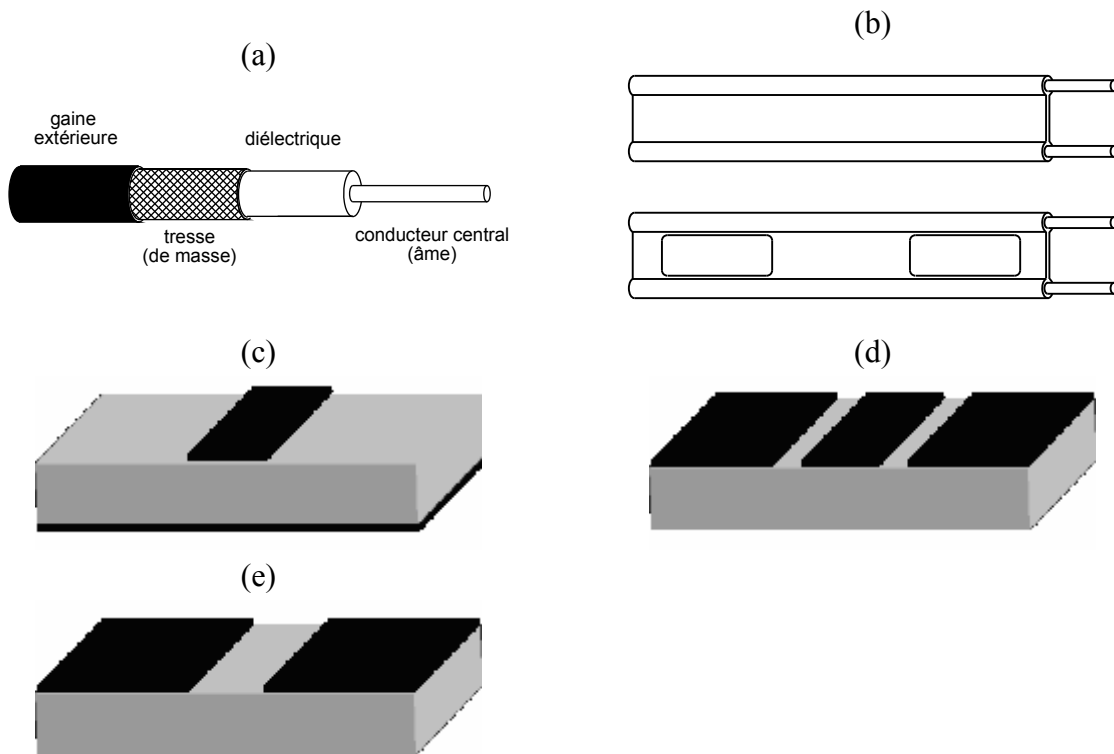 (a)
gaine
extérieure
diélectrique
tresse
(de masse)
conducteur central
(âme)
(b)
(c)
(d)
(e)